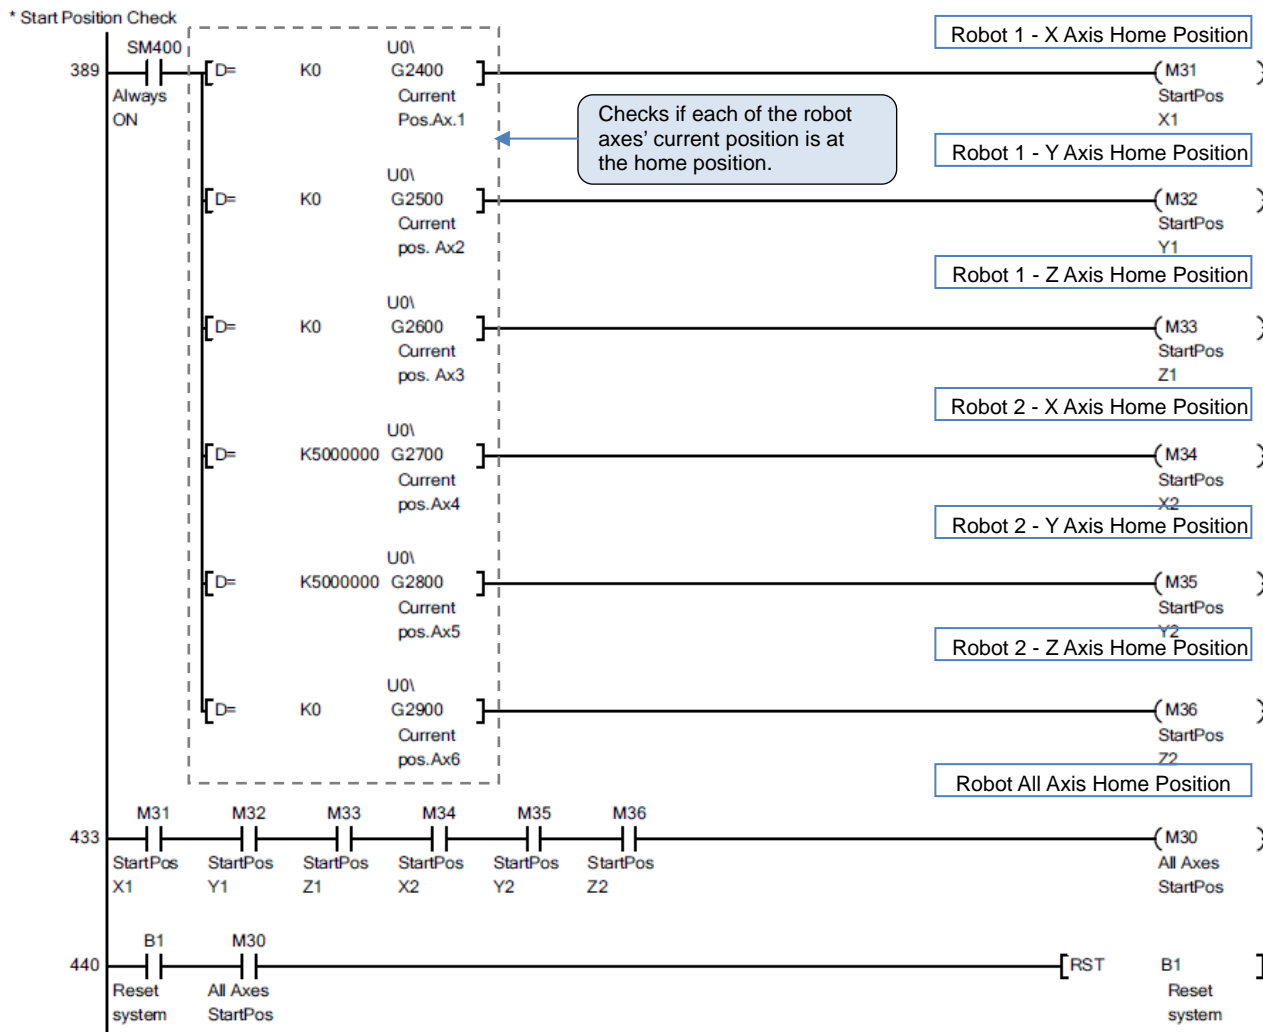 * Start Position Check
Robot 1 - X Axis Home Position
SM400
U0\
389
D= K0 G2400
M31
Always
ON
Current
Pos.Ax.1
StartPos
X1
Checks if each of the robot
axes’ current position is at
the home position.
Robot 1 - Y Axis Home Position
U0\
D= K0 G2500
M32
Current
pos. Ax2
StartPos
Y1
Robot 1 - Z Axis Home Position
U0\
D= K0 G2600
M33
Current
pos. Ax3
StartPos
Z1
Robot 2 - X Axis Home Position
U0\
D= K5000000 G2700
M34
Current
pos.Ax4
StartPos
X2
Robot 2 - Y Axis Home Position
U0\
D= K5000000 G2800
M35
Current
pos.Ax5
StartPos
Y2
Robot 2 - Z Axis Home Position
U0\
D= K0 G2900
M36
Current
pos.Ax6
StartPos
Z2
Robot All Axis Home Position
M31 M32 M33 M34 M35 M36
433
M30
StartPos StartPos StartPos StartPos StartPos StartPos
All Axes
X1 Y1 Z1 X2 Y2 Z2
StartPos
B1 M30
440
RST B1
Reset All Axes
Reset
system StartPos
system